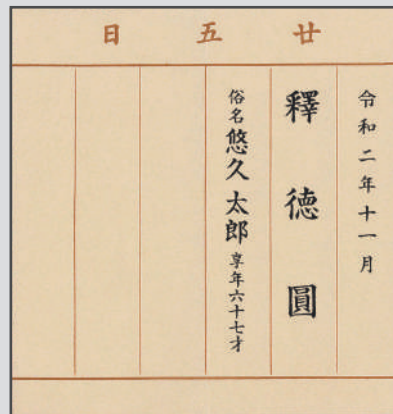 廿五日
令和二年十一月
釋徳圓
俗名 悠久太郎 享年六十七才